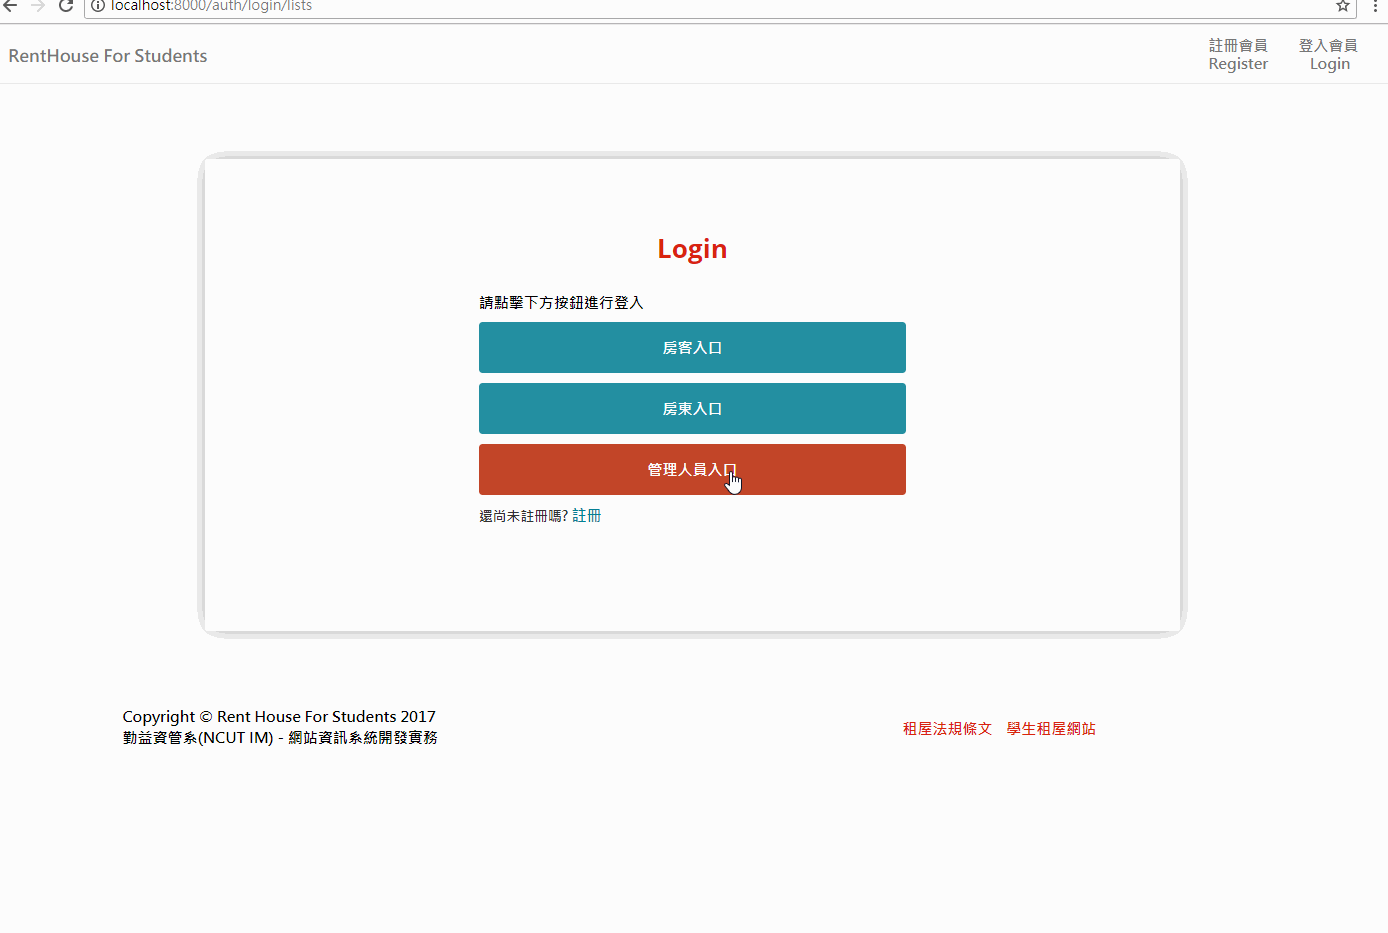 localhost:8000/auth/login/lists
RentHouse For Students
註冊會員
Register
登入會員
Login
Login
請點擊下方按鈕進行登入
房客入口
房東入口
管理人員入口
還尚未註冊嗎? 註冊
Copyright © Rent House For Students 2017
勤益資管系(NCUT IM) - 網站資訊系統開發實務
租屋法規條文 學生租屋網站